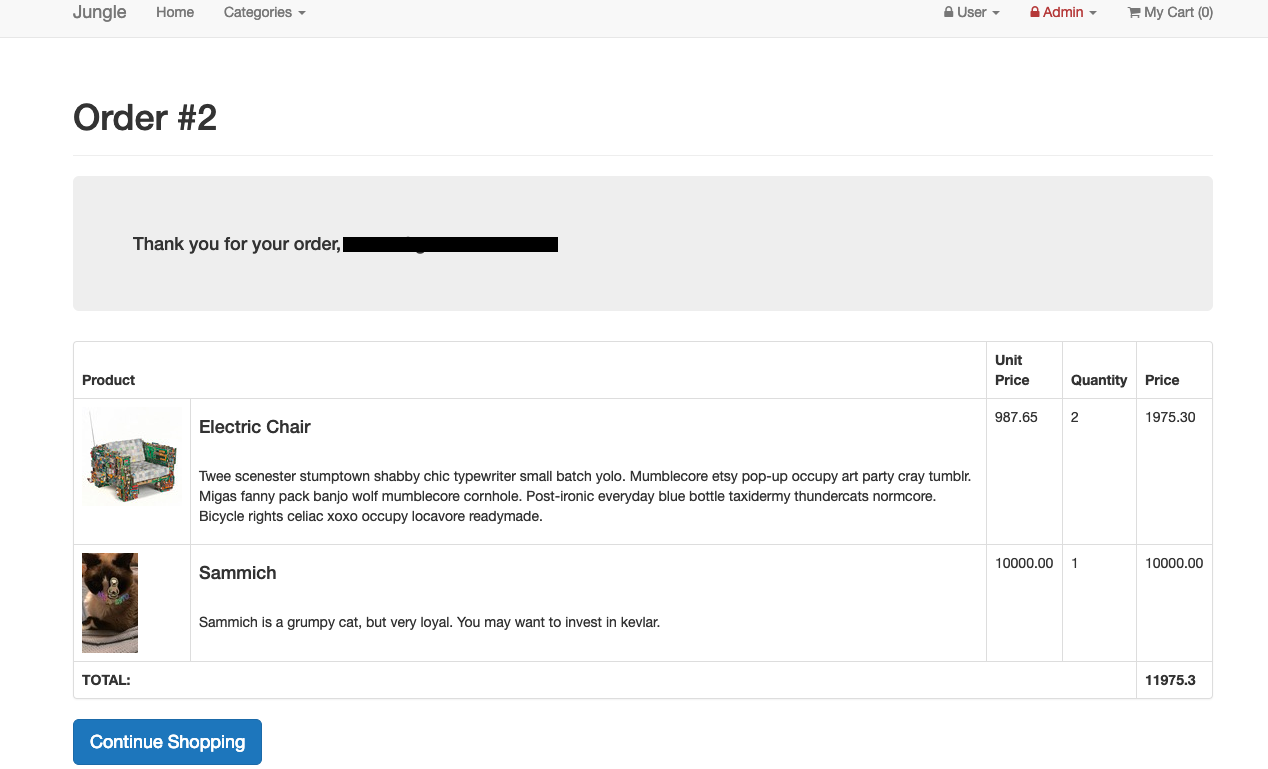 Jungle Home Categories User Admin My Cart (0)
Order #2
Thank you for your order,
Product Unit Price Quantity Price
Electric Chair 987.65 2 1975.30
Twee scenester stumptown shabby chic typewriter small batch yolo. Mumblecore etsy pop-up occupy art party cray tumblr.
Migas fanny pack banjo wolf mumblecore cornhole. Post-ironic everyday blue bottle taxidermy thundercats normcore.
Bicycle rights celiac xoxo occupy locavore readymade.
Sammich 10000.00 1 10000.00
Sammich is a grumpy cat, but very loyal. You may want to invest in kevlar.
TOTAL: 11975.3
Continue Shopping